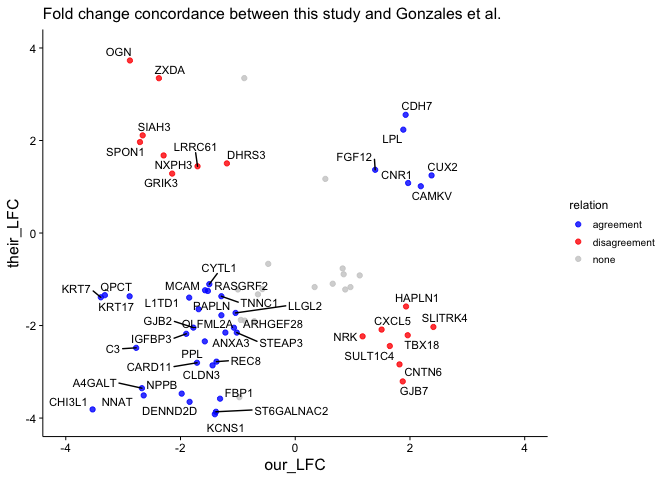 Fold change concordance between this study and Gonzales et al.
4
2
0
-2
-4
their_LFC
OGN
ZXDA
SIAH3
SPON1
LRRC61
NXPH3
DHRS3
GRIK3
CDH7
LPL
FGF12
CNR1
CUX2
CAMKV
relation
agreement
disagreement
none
CYTL1
KRT7
QPCT
MCAM
RASGRF2
KRT17
L1TD1
RAPLN
TNNC1
LLGL2
GJB2
OLFML2A
ARHGEF28
IGFBP3
ANXA3
STEAP3
C3
PPL
REC8
CARD11
CLDN3
A4GALT
NPPB
FBP1
CHI3L1
NNAT
DENND2D
ST6GALNAC2
KCNS1
HAPLN1
CXCL5
SLITRK4
NRK
TBX18
SULT1C4
CNTN6
GJB7
-4
-2
0
2
4
our_LFC